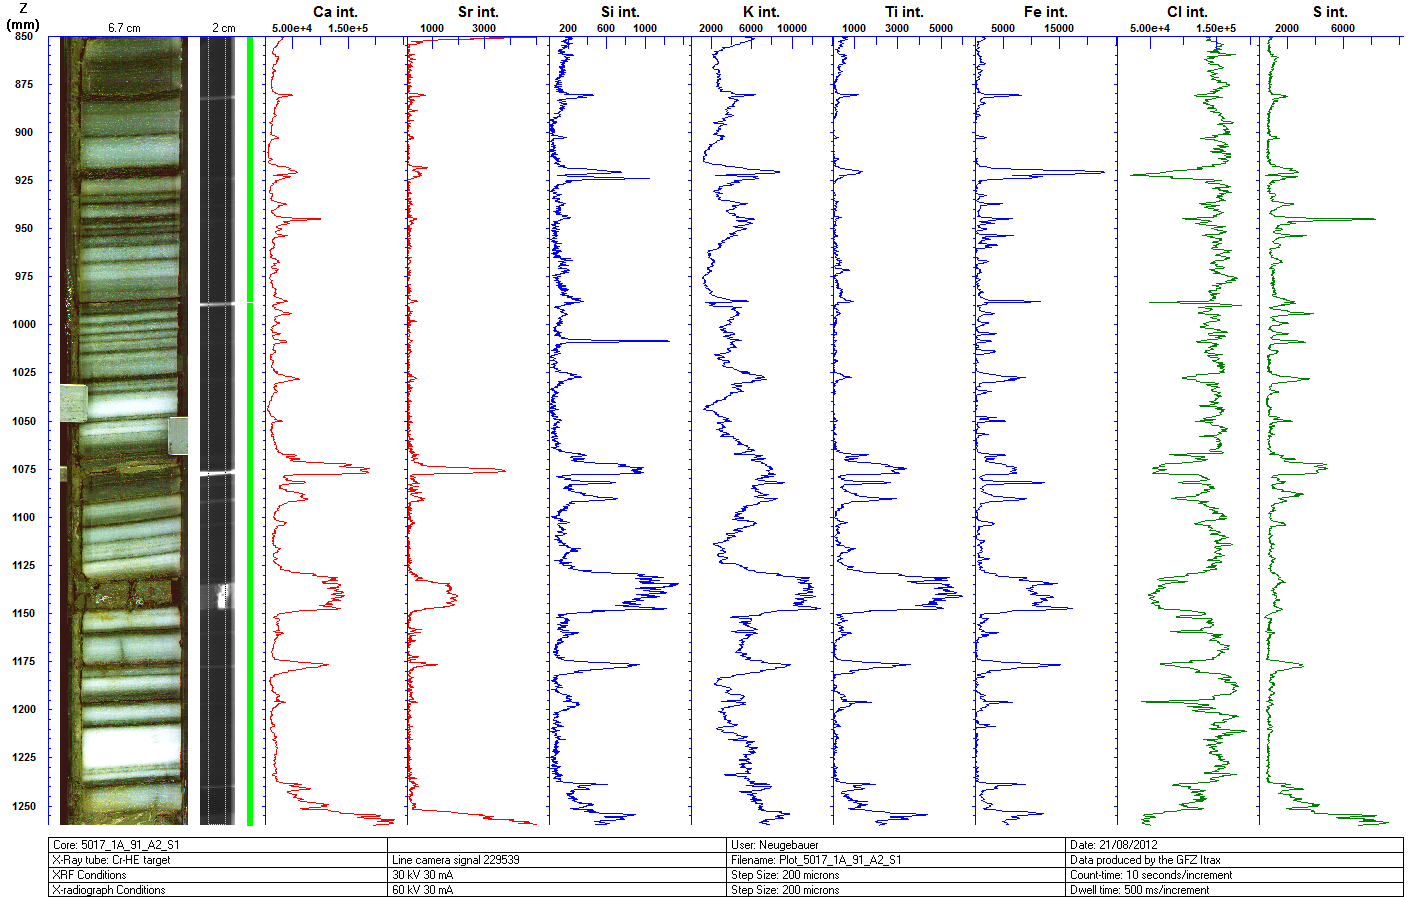 Z
(mm)
Ca int. Sr int. Si int. K int. Ti int. Fe int. Cl int. S int.
6.7 cm 2 cm 5.00e+4 1.50e+5 1000 3000 200 600 1000 2000 6000 10000 1000 3000 5000 5000 15000 5.00e+4 1.50e+5 2000 6000
850
875
900
925
950
975
1000
1025
1050
1075
1100
1125
1150
1175
1200
1225
1250
Core: 5017_1A_91_A2_S1 User: Neugebauer Date: 21/08/2012
X-Ray tube: Cr-HE target Line camera signal 229539 Filename: Plot_5017_1A_91_A2_S1 Data produced by the GFZ Itrax
XRF Conditions 30 kV 30 mA Step Size: 200 microns Count-time: 10 seconds/increment
X-radiograph Conditions 60 kV 30 mA Step Size: 200 microns Dwell time: 500 ms/increment